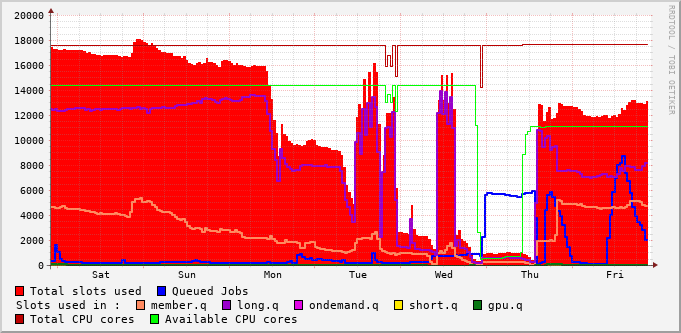 20000
18000
16000
14000
12000
10000
8000
6000
4000
2000
0
Sat Sun Mon Tue Wed Thu Fri
RRDTOOL / TOBI OETIKER
Total slots used Queued Jobs
Slots used in : member.q long.q ondemand.q short.q gpu.q
Total CPU cores Available CPU cores